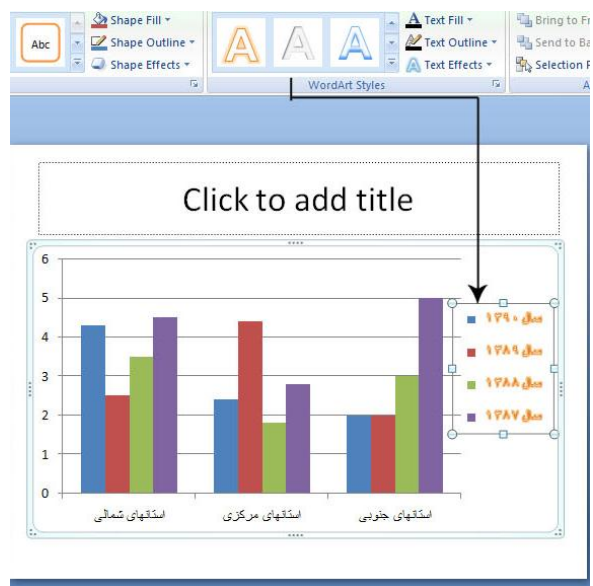 Abc
Shape Fill
Shape Outline
Shape Effects
A A A
Text Fill
Text Outline
Text Effects
Bring to Fr
Send to Ba
Selection P
WordArt Styles
A
Click to add title
6
5
4
3
2
1
0
سال ۱۳۹۰
سال ۱۳۸۹
سال ۱۳۸۸
سال ۱۳۸۷
استانهای شمالی
استانهای مرکزی
استانهای جنوبی